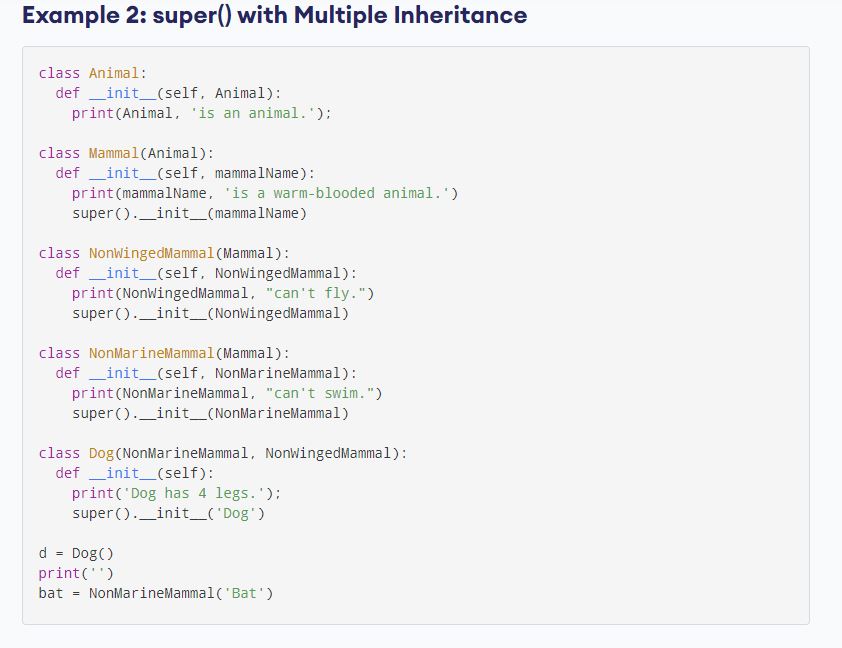 Example 2: super() with Multiple Inheritance
class Animal:
  def __init__(self, Animal):
    print(Animal, 'is an animal.');

class Mammal(Animal):
  def __init__(self, mammalName):
    print(mammalName, 'is a warm-blooded animal.')
    super().__init__(mammalName)

class NonWingedMammal(Mammal):
  def __init__(self, NonWingedMammal):
    print(NonWingedMammal, "can't fly.")
    super().__init__(NonWingedMammal)

class NonMarineMammal(Mammal):
  def __init__(self, NonMarineMammal):
    print(NonMarineMammal, "can't swim.")
    super().__init__(NonMarineMammal)

class Dog(NonMarineMammal, NonWingedMammal):
  def __init__(self):
    print('Dog has 4 legs.');
    super().__init__('Dog')

d = Dog()
print('')
bat = NonMarineMammal('Bat')